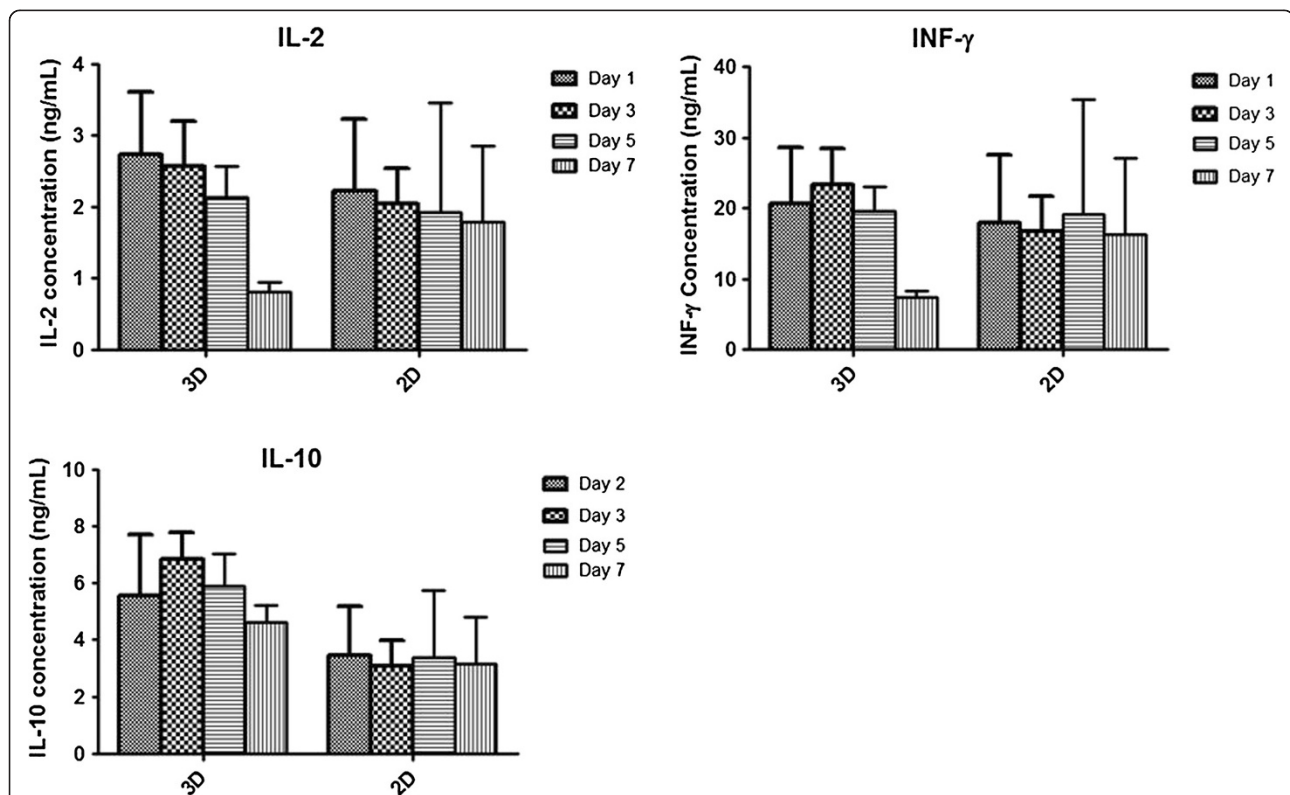 IL-2
IL-2 concentration (ng/mL)
4
3
2
1
0
3D
2D
Day 1
Day 3
Day 5
Day 7
INF-γ
INF-γ Concentration (ng/mL)
40
30
20
10
0
3D
2D
Day 1
Day 3
Day 5
Day 7
IL-10
IL-10 concentration (ng/mL)
10
8
6
4
2
0
3D
2D
Day 2
Day 3
Day 5
Day 7